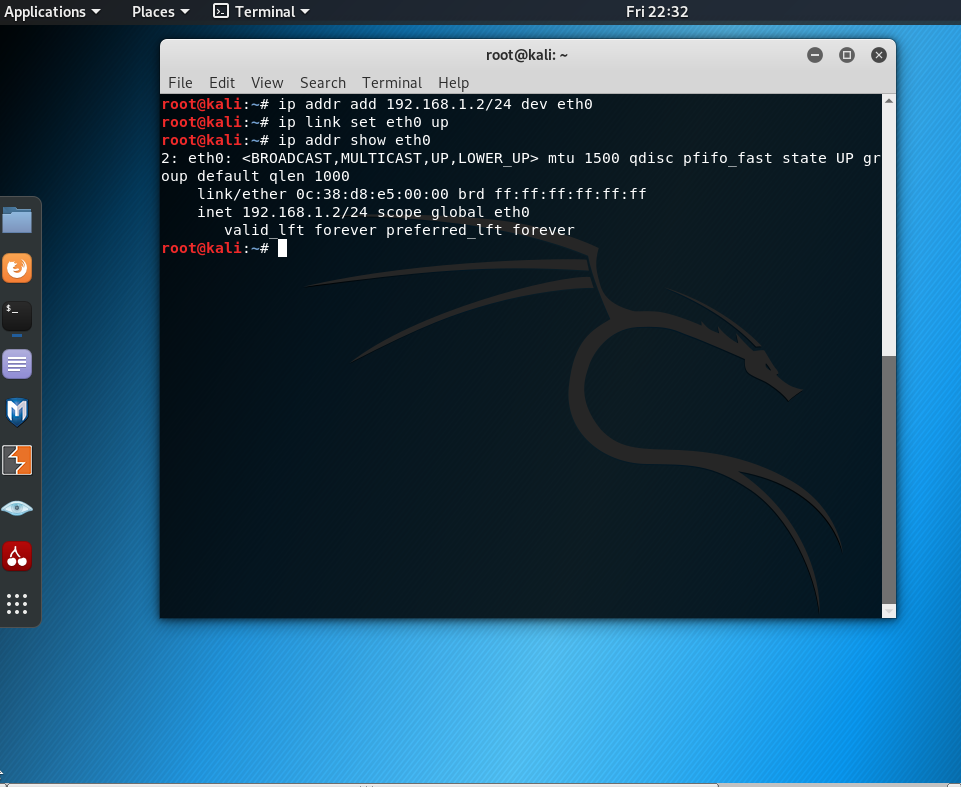 Applications Places Terminal Fri 22:32
root@kali: ~
File Edit View Search Terminal Help
root@kali:~# ip addr add 192.168.1.2/24 dev eth0
root@kali:~# ip link set eth0 up
root@kali:~# ip addr show eth0
2: eth0: <BROADCAST,MULTICAST,UP,LOWER_UP> mtu 1500 qdisc pfifo_fast state UP gr
oup default qlen 1000
    link/ether 0c:38:d8:e5:00:00 brd ff:ff:ff:ff:ff:ff
    inet 192.168.1.2/24 scope global eth0
       valid_lft forever preferred_lft forever
root@kali:~#
$_